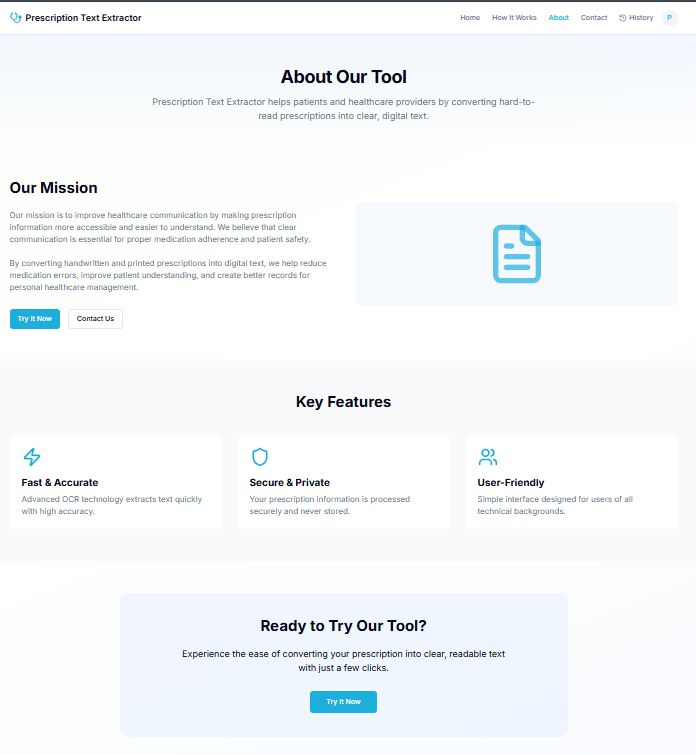 Prescription Text Extractor
Home How It Works About Contact History P
About Our Tool
Prescription Text Extractor helps patients and healthcare providers by converting hard-to-
read prescriptions into clear, digital text.
Our Mission
Our mission is to improve healthcare communication by making prescription
information more accessible and easier to understand. We believe that clear
communication is essential for proper medication adherence and patient safety.
By converting handwritten and printed prescriptions into digital text, we help reduce
medication errors, improve patient understanding, and create better records for
personal healthcare management.
Try It Now Contact Us
Key Features
Fast & Accurate
Advanced OCR technology extracts text quickly
with high accuracy.
Secure & Private
Your prescription information is processed
securely and never stored.
User-Friendly
Simple interface designed for users of all
technical backgrounds.
Ready to Try Our Tool?
Experience the ease of converting your prescription into clear, readable text
with just a few clicks.
Try It Now